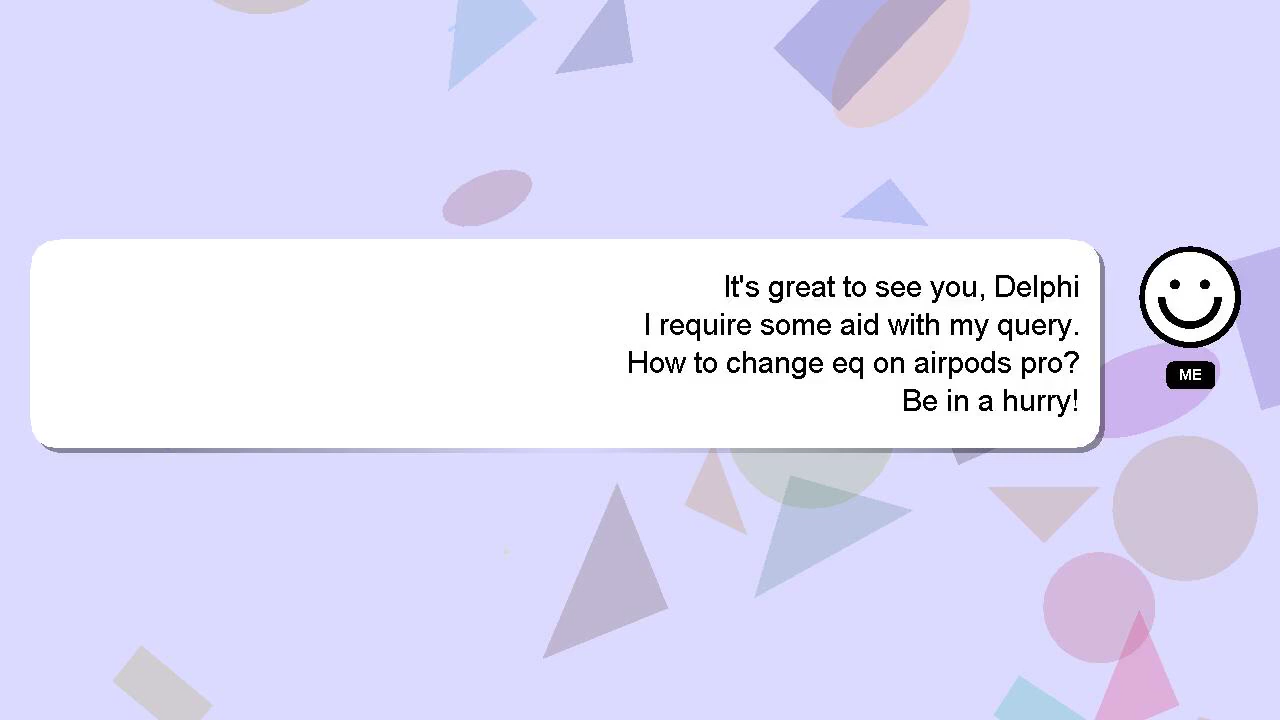 It's great to see you, Delphi
I require some aid with my query.
How to change eq on airpods pro?
Be in a hurry!
ME